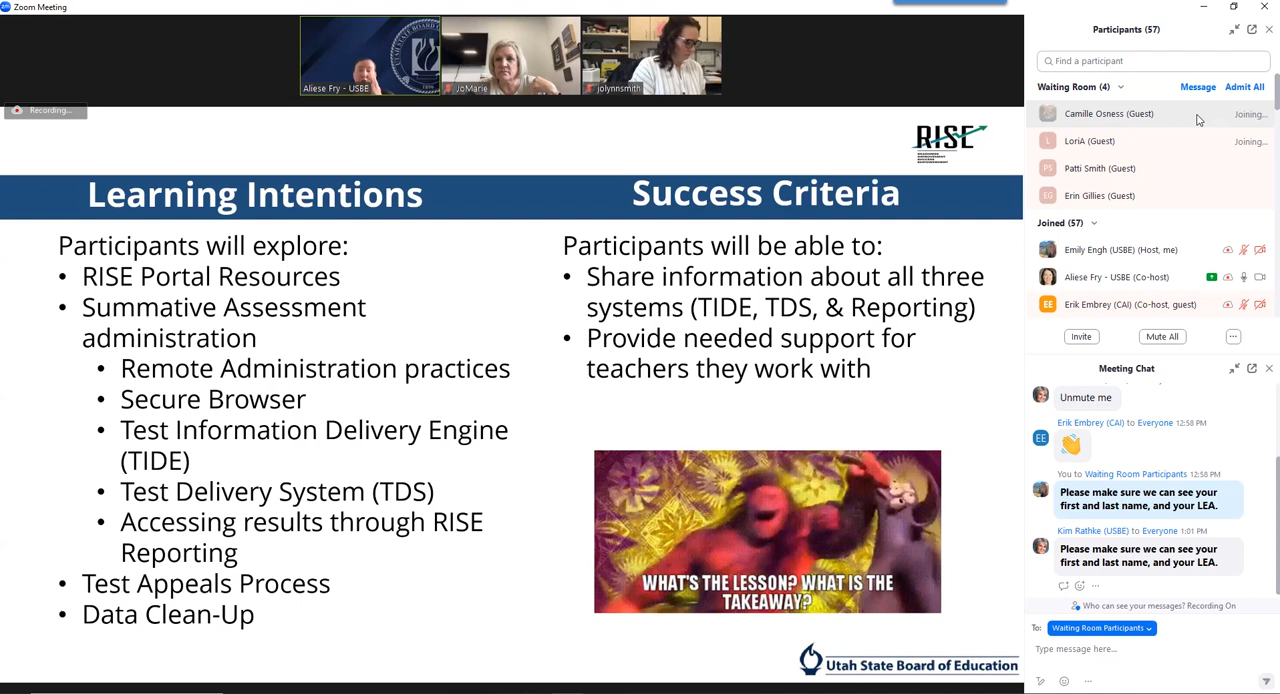 Zoom Meeting
Aliese Fry - USBE
JoMarie
jolynnsmith
Recording...
RISE
Learning Intentions
Participants will explore:
• RISE Portal Resources
• Summative Assessment
administration
• Remote Administration practices
• Secure Browser
• Test Information Delivery Engine
(TIDE)
• Test Delivery System (TDS)
• Accessing results through RISE
Reporting
• Test Appeals Process
• Data Clean-Up
Success Criteria
Participants will be able to:
• Share information about all three
systems (TIDE, TDS, & Reporting)
• Provide needed support for
teachers they work with
WHAT'S THE LESSON? WHAT IS THE
TAKEAWAY?
Utah State Board of Education
Participants (57)
Find a participant
Waiting Room (4) Message Admit All
Camille Osness (Guest) Joining...
L LoriA (Guest) Joining...
PS Patti Smith (Guest)
EG Erin Gillies (Guest)
Joined (57)
Emily Engh (USBE) (Host, me)
Aliese Fry - USBE (Co-host)
EE Erik Embrey (CAI) (Co-host, guest)
Invite Mute All ...
Meeting Chat
Unmute me
Erik Embrey (CAI) to Everyone 12:58 PM
EE
You to Waiting Room Participants 12:58 PM
Please make sure we can see your
first and last name, and your LEA.
Kim Rathke (USBE) to Everyone 1:01 PM
Please make sure we can see your
first and last name, and your LEA.
Who can see your messages? Recording On
To: Waiting Room Participants
Type message here...